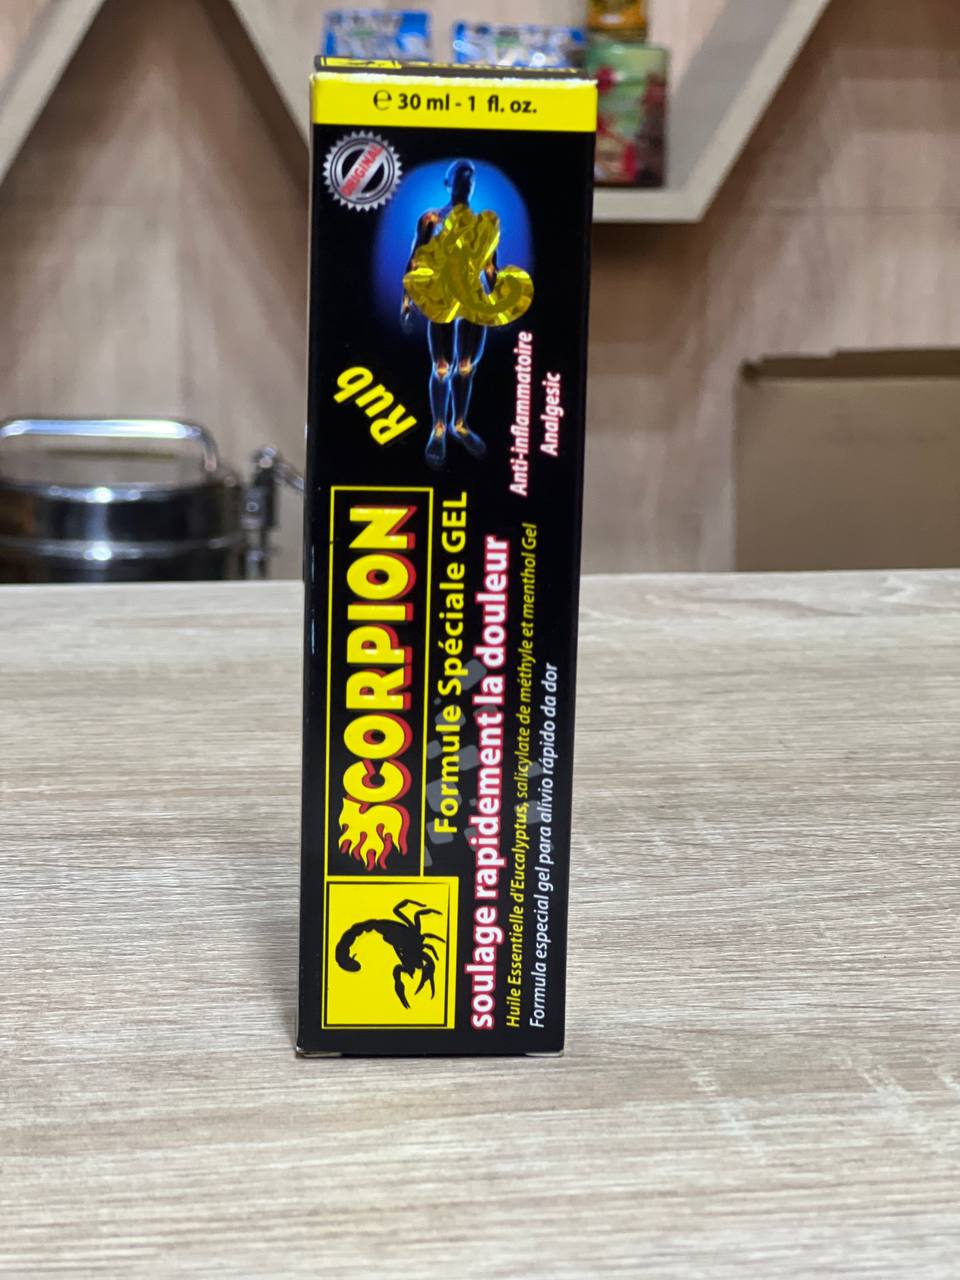 ℮ 30 ml - 1 fl. oz.
ORIGINAL
Rub
SCORPION
Formule Spéciale GEL
soulage rapidement la douleur
Huile Essentielle d'Eucalyptus, salicylate de méthyle et menthol Gel
Formula especial gel para alivio rápido da dor
Anti-inflammatoire
Analgesic